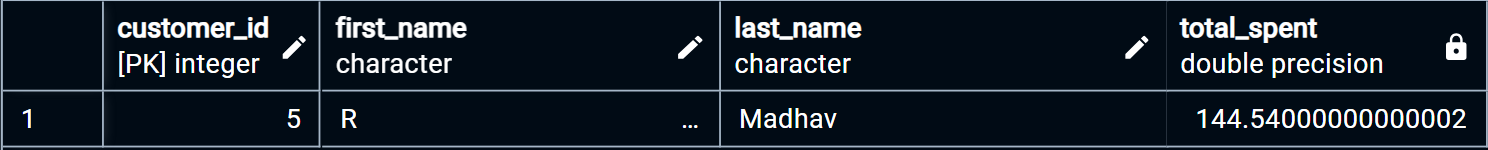 customer_id first_name last_name total_spent
[PK] integer character character double precision
1 5 R ... Madhav 144.54000000000002